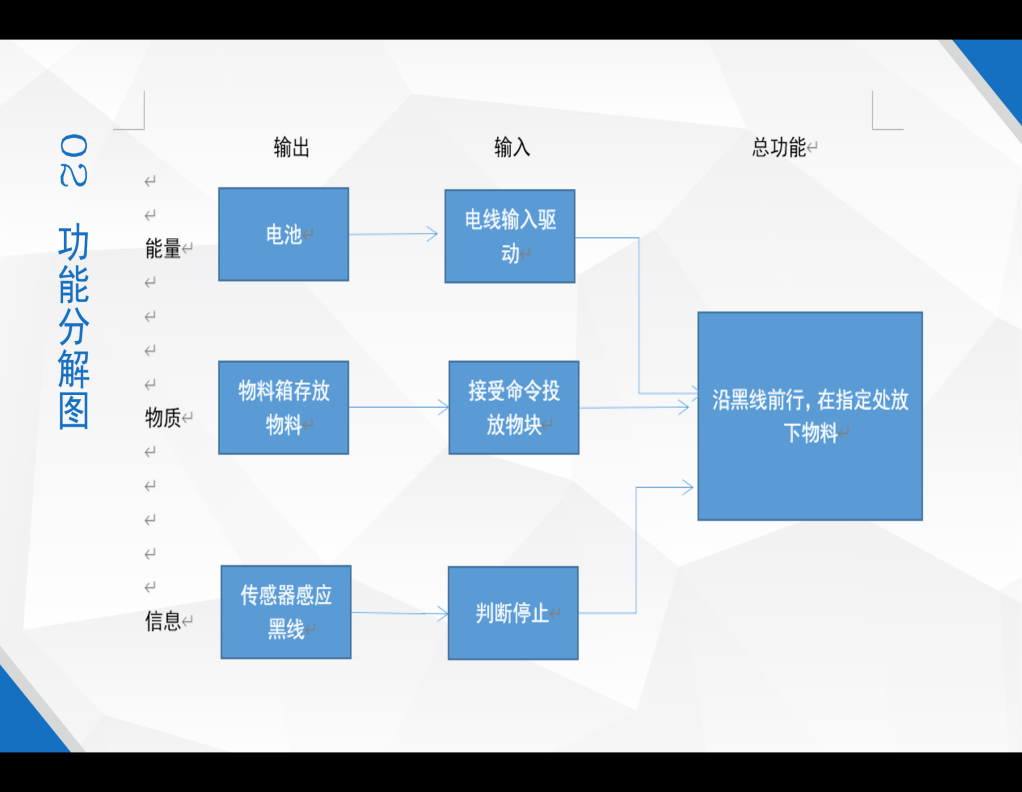 02 功能分解图
输出 输入 总功能
能量
电池
电线输入驱
动
物质
物料箱存放
物料
接受命令投
放物块
沿黑线前行，在指定处放
下物料
信息
传感器感应
黑线
判断停止